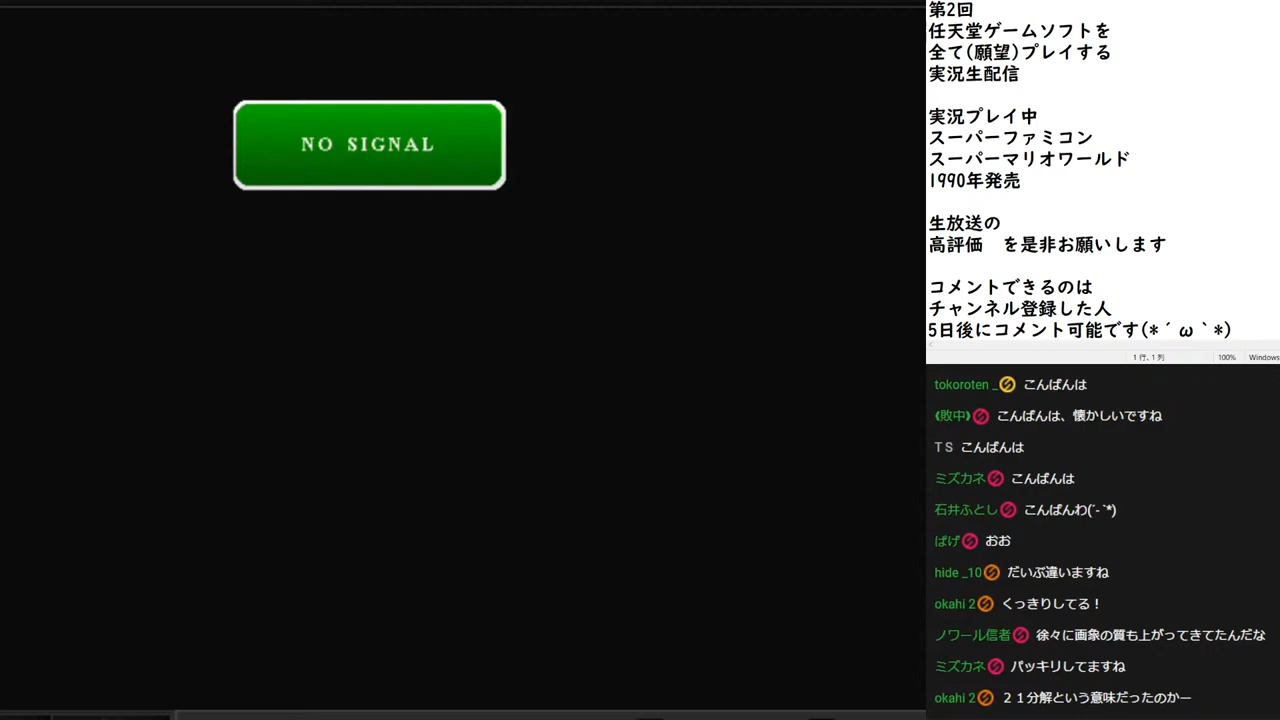 NO SIGNAL
第2回
任天堂ゲームソフトを
全て(願望)プレイする
実況生配信
実況プレイ中
スーパーファミコン
スーパーマリオワールド
1990年発売
生放送の
高評価　を是非お願いします
コメントできるのは
チャンネル登録した人
5日後にコメント可能です(*´ω｀*)
1行、1列 100% Windows
tokoroten _ こんばんは
《敗中》 こんばんは、懐かしいですね
T S こんばんは
ミズカネ こんばんは
石井ふとし こんばんわ(´-`*)
ぱげ おお
hide _10 だいぶ違いますね
okahi 2 くっきりしてる！
ノワール信者 徐々に画象の質も上がってきてたんだな
ミズカネ パッキリしてますね
okahi 2 ２１分解という意味だったのかー